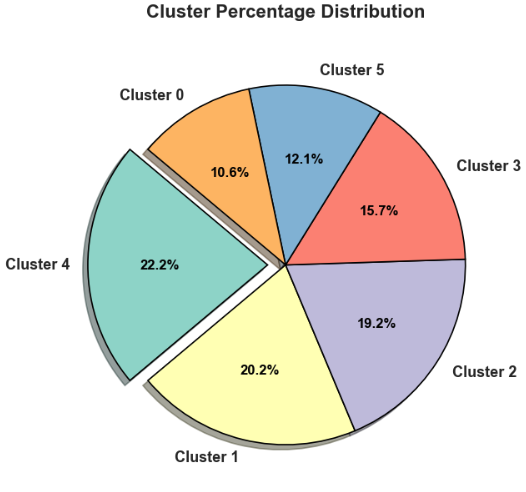 Cluster Percentage Distribution
Cluster 5
Cluster 0
12.1%
Cluster 3
10.6%
15.7%
Cluster 4
22.2%
19.2%
20.2%
Cluster 2
Cluster 1